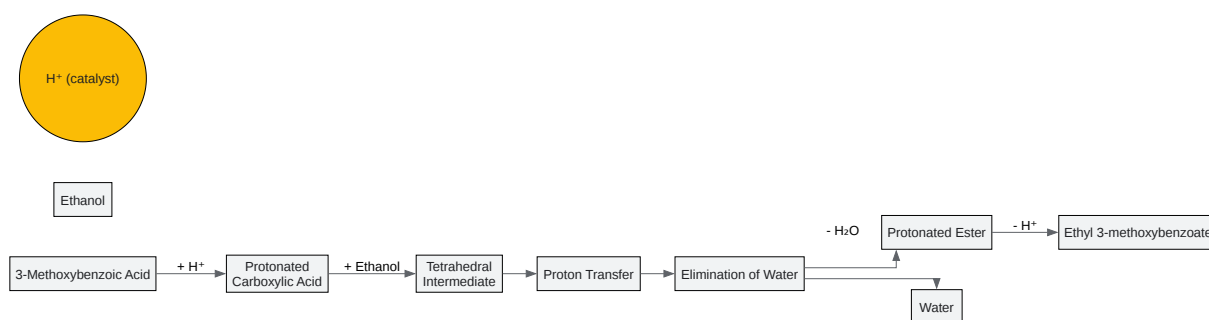 H⁺ (catalyst)
Ethanol
- H₂O
Protonated Ester
- H⁺
Ethyl 3-methoxybenzoate
3-Methoxybenzoic Acid
+ H⁺
Protonated
Carboxylic Acid
+ Ethanol
Tetrahedral
Intermediate
Proton Transfer
Elimination of Water
Water